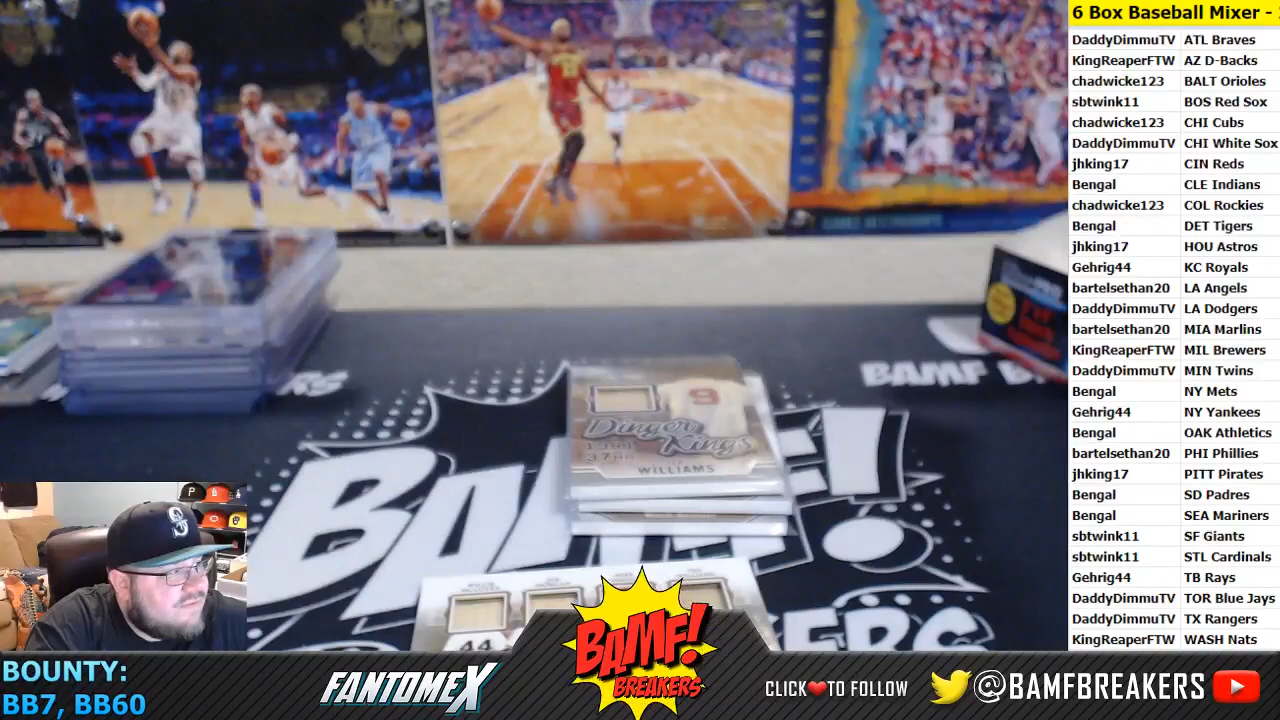 6 Box Baseball Mixer -
DaddyDimmuTV ATL Braves
KingReaperFTW AZ D-Backs
chadwicke123 BALT Orioles
sbtwink11 BOS Red Sox
chadwicke123 CHI Cubs
DaddyDimmuTV CHI White Sox
jhking17 CIN Reds
Bengal CLE Indians
chadwicke123 COL Rockies
Bengal DET Tigers
jhking17 HOU Astros
Gehrig44 KC Royals
bartelsethan20 LA Angels
DaddyDimmuTV LA Dodgers
bartelsethan20 MIA Marlins
KingReaperFTW MIL Brewers
DaddyDimmuTV MIN Twins
Bengal NY Mets
Gehrig44 NY Yankees
Bengal OAK Athletics
bartelsethan20 PHI Phillies
jhking17 PITT Pirates
Bengal SD Padres
Bengal SEA Mariners
sbtwink11 SF Giants
sbtwink11 STL Cardinals
Gehrig44 TB Rays
DaddyDimmuTV TOR Blue Jays
DaddyDimmuTV TX Rangers
KingReaperFTW WASH Nats
BAMF B
9
Dinger
Kings
WILLIAMS
BAMF!
44
ERS
S
P
BOUNTY:
BB7, BB60
FANTOMEX
BAMF!
BREAKERS
CLICK TO FOLLOW
@BAMFBREAKERS